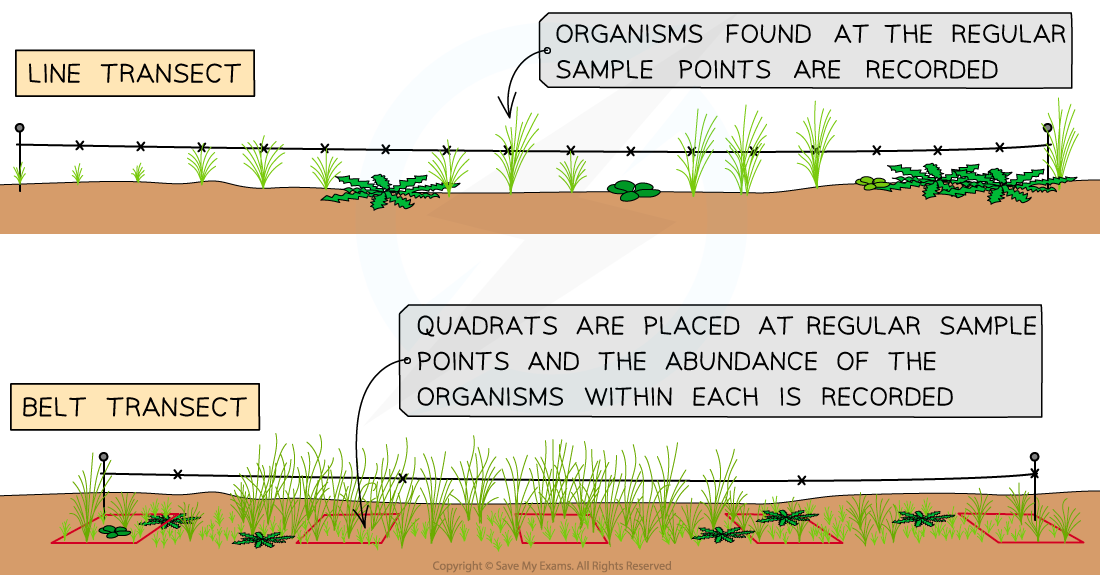 LINE TRANSECT
ORGANISMS FOUND AT THE REGULAR
SAMPLE POINTS ARE RECORDED
BELT TRANSECT
QUADRATS ARE PLACED AT REGULAR SAMPLE
POINTS AND THE ABUNDANCE OF THE
ORGANISMS WITHIN EACH IS RECORDED
Copyright © Save My Exams. All Rights Reserved